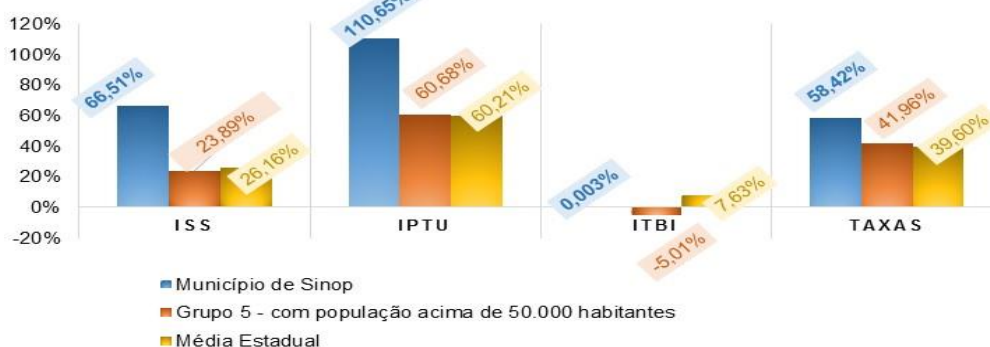 120%
100%
80%
60%
40%
20%
0%
-20%
66,51%
23,89%
26,16%
110,65%
60,68%
60,21%
0,003%
-5,01%
7,63%
58,42%
41,96%
39,60%
ISS
IPTU
ITBI
TAXAS
Município de Sinop
Grupo 5 - com população acima de 50.000 habitantes
Média Estadual